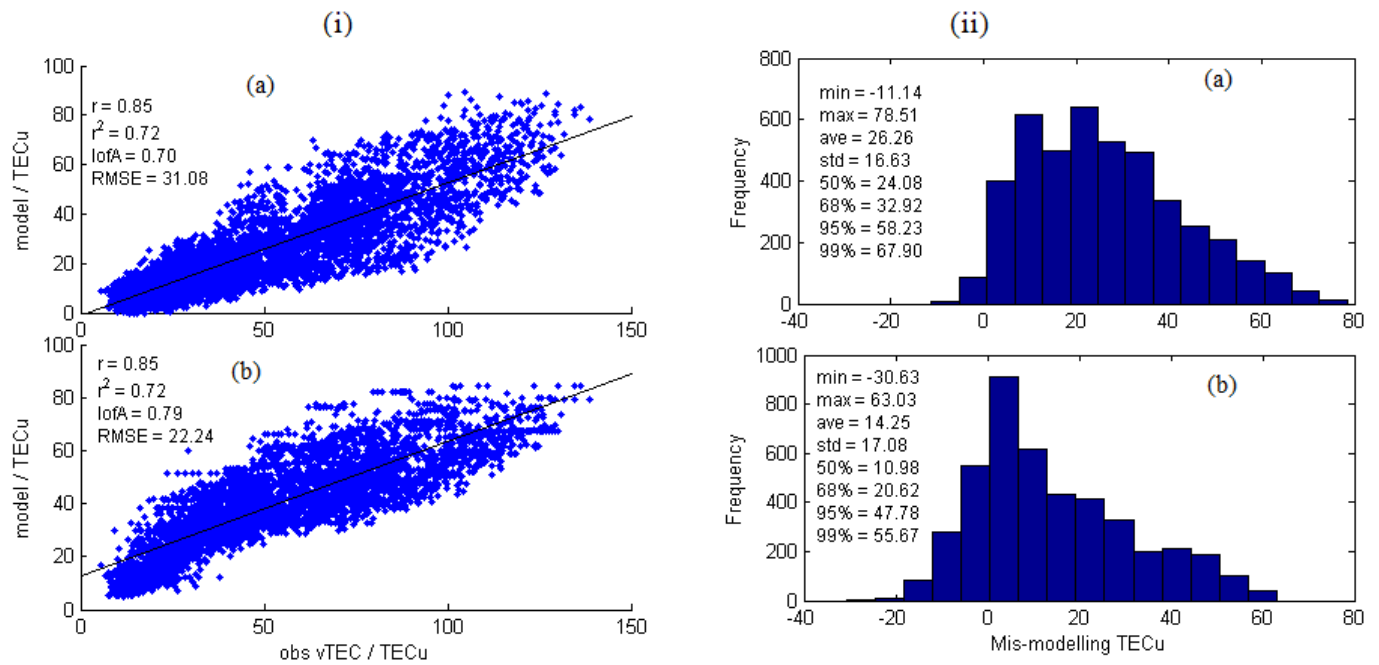 (i)
(ii)
(a)
r = 0.85
r² = 0.72
IofA = 0.70
RMSE = 31.08
100
80
60
40
20
0
model / TECu
0
50
100
150
(b)
r = 0.85
r² = 0.72
IofA = 0.79
RMSE = 22.24
100
80
60
40
20
0
model / TECu
0
50
100
150
obs vTEC / TECu
(a)
min = -11.14
max = 78.51
ave = 26.26
std = 16.63
50% = 24.08
68% = 32.92
95% = 58.23
99% = 67.90
800
600
400
200
0
Frequency
-40
-20
0
20
40
60
80
(b)
min = -30.63
max = 63.03
ave = 14.25
std = 17.08
50% = 10.98
68% = 20.62
95% = 47.78
99% = 55.67
1000
800
600
400
200
0
Frequency
-40
-20
0
20
40
60
80
Mis-modelling TECu